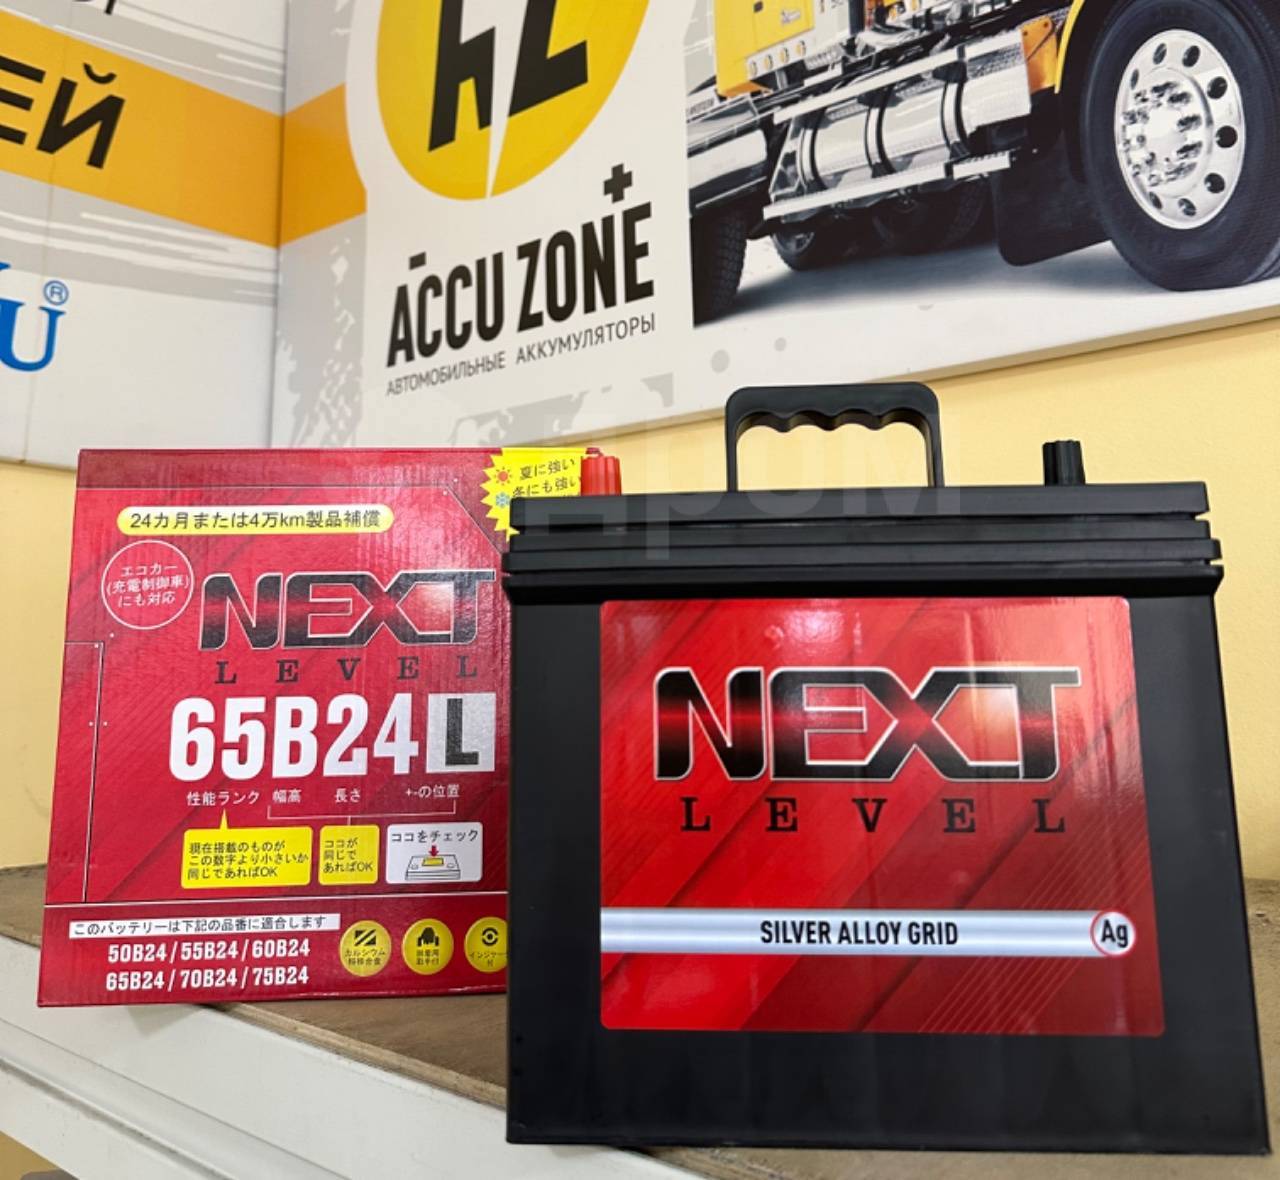 ЕЙ
U®
ACCU ZONE
АВТОМОБИЛЬНЫЕ АККУМУЛЯТОРЫ
夏に強い
冬にも強い
24カ月または4万km製品補償
エコカー
(充電制御車)
にも対応
NEXT
LEVEL
65B24L
性能ランク 幅高 長さ +-の位置
現在搭載のものが
この数字より小さいか
同じであればOK
ココが
同じで
あればOK
ココをチェック
このバッテリーは下記の品番に適合します
50B24 / 55B24 / 60B24
65B24 / 70B24 / 75B24
カルシウム
NEXT
LEVEL
SILVER ALLOY GRID
Ag
Дром